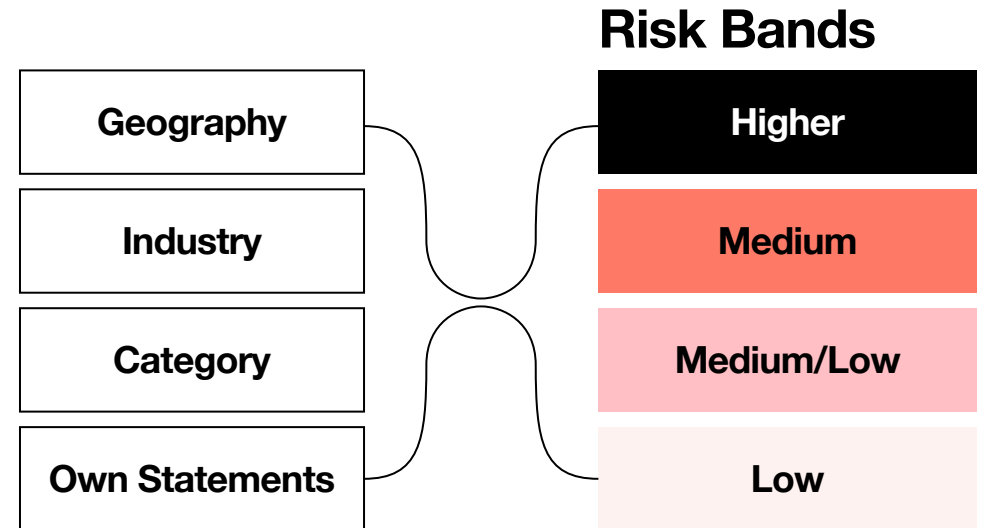 Risk Bands
Geography
Higher
Industry
Medium
Category
Medium/Low
Own Statements
Low